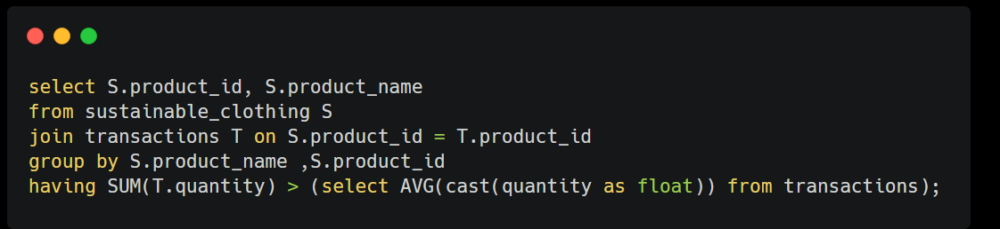 select S.product_id, S.product_name
from sustainable_clothing S
join transactions T on S.product_id = T.product_id
group by S.product_name ,S.product_id
having SUM(T.quantity) > (select AVG(cast(quantity as float)) from transactions);